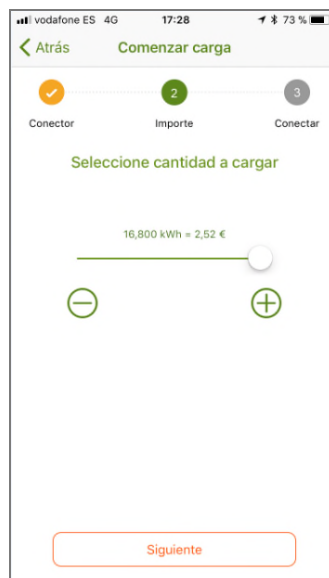 vodafone ES 4G 17:28 73 %
Atrás Comenzar carga
2 3
Conector Importe Conectar
Seleccione cantidad a cargar
16,800 kWh = 2,52 €
Siguiente